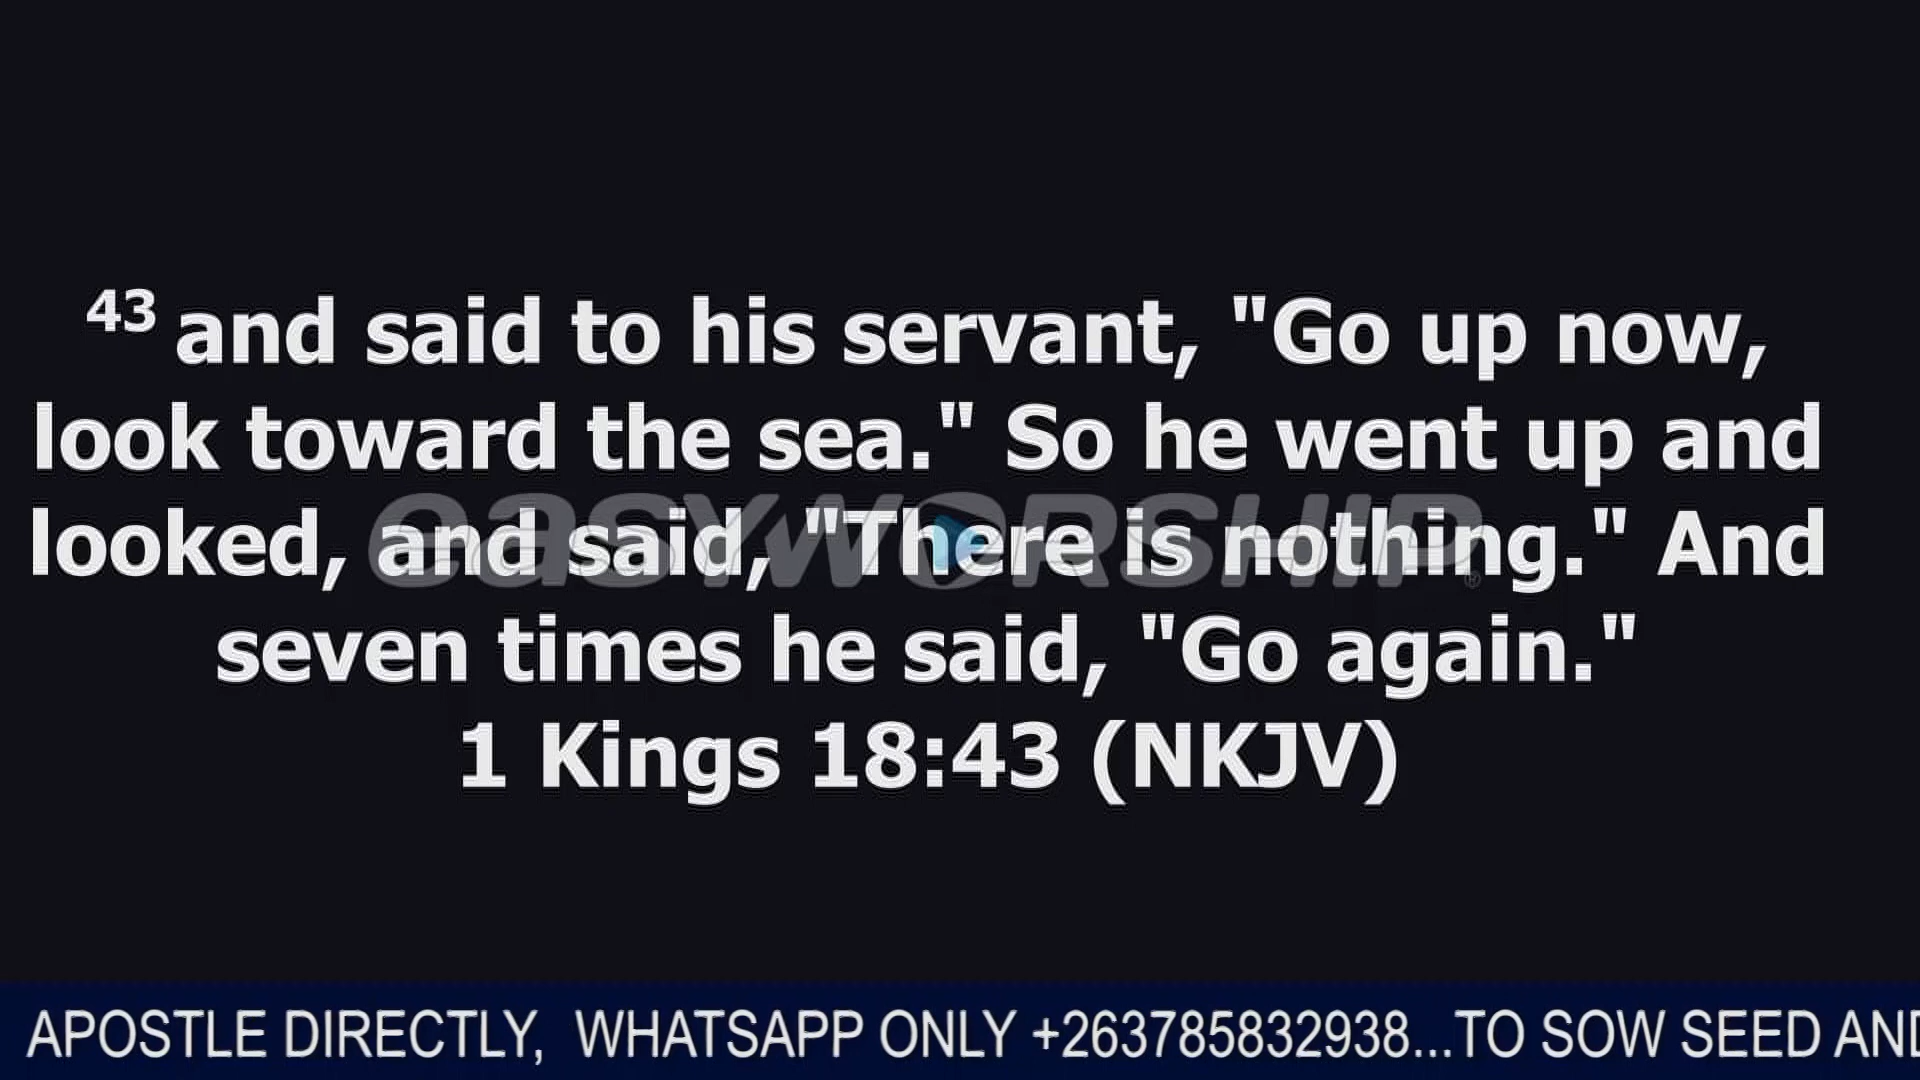 43 and said to his servant, "Go up now,
look toward the sea." So he went up and
looked, and said, "There is nothing." And
easyWORSHIP®
seven times he said, "Go again."
1 Kings 18:43 (NKJV)
APOSTLE DIRECTLY, WHATSAPP ONLY +263785832938...TO SOW SEED AND